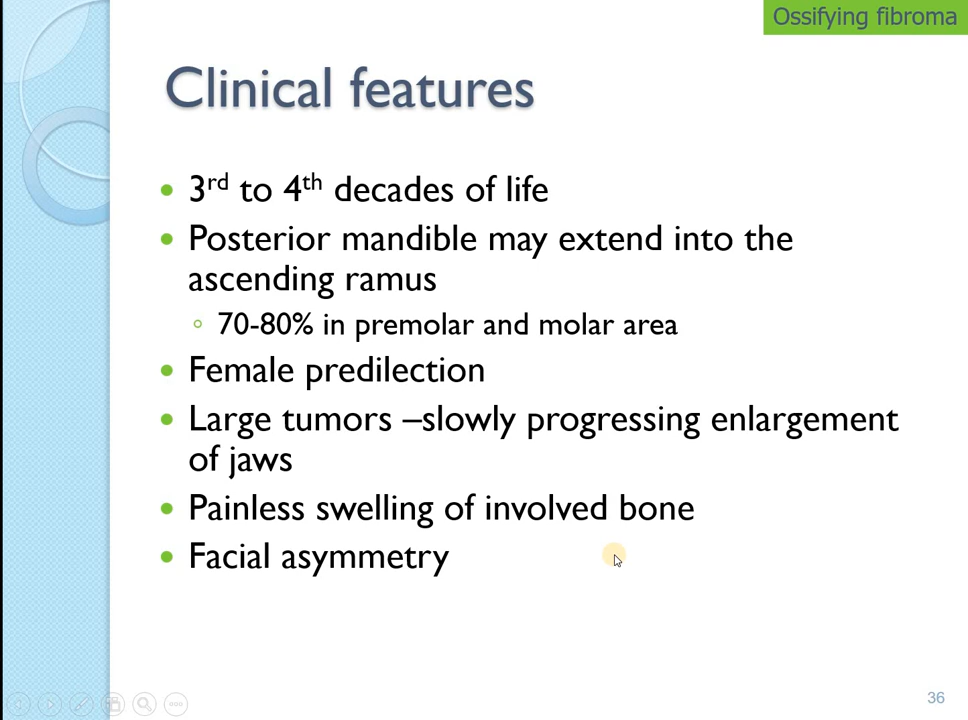 Ossifying fibroma
Clinical features
• 3rd to 4th decades of life
• Posterior mandible may extend into the
ascending ramus
◦ 70-80% in premolar and molar area
• Female predilection
• Large tumors –slowly progressing enlargement
of jaws
• Painless swelling of involved bone
• Facial asymmetry
36